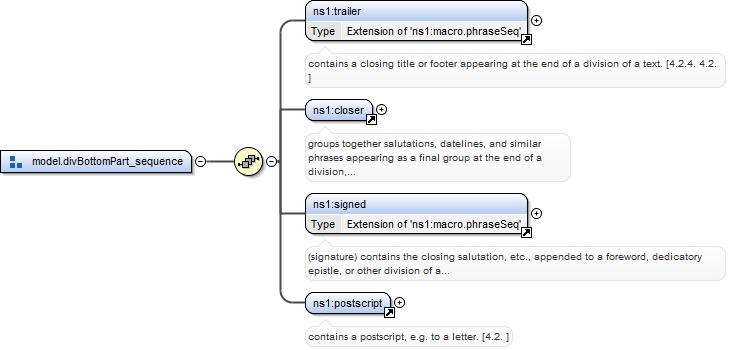 ns1:trailer
Type Extension of 'ns1:macro.phraseSeq'
contains a closing title or footer appearing at the end of a division of a text. [4.2.4. 4.2.
]
ns1:closer
groups together salutations, datelines, and similar
phrases appearing as a final group at the end of a
division,...
model.divBottomPart_sequence
ns1:signed
Type Extension of 'ns1:macro.phraseSeq'
(signature) contains the closing salutation, etc., appended to a foreword, dedicatory
epistle, or other division of a...
ns1:postscript
contains a postscript, e.g. to a letter. [4.2. ]